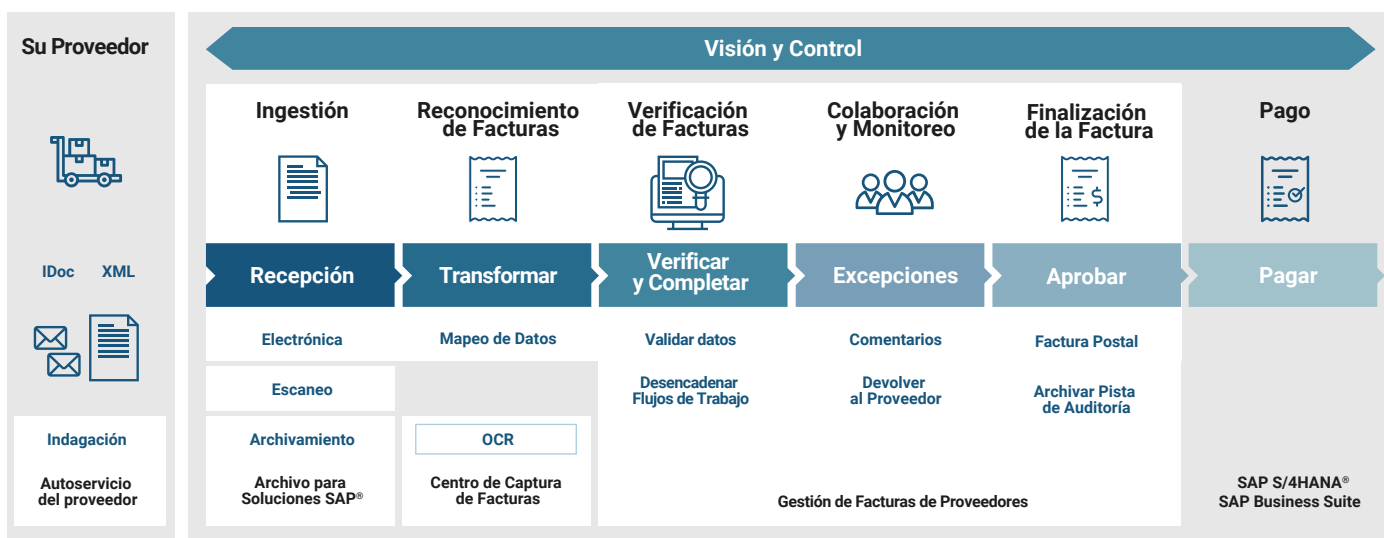 Su Proveedor
IDoc XML
Indagación
Autoservicio
del proveedor
Visión y Control
Ingestión
Reconocimiento
de Facturas
Verificación
de Facturas
Colaboración
y Monitoreo
Finalización
de la Factura
Pago
$
Recepción
Transformar
Verificar
y Completar
Excepciones
Aprobar
Pagar
Electrónica
Mapeo de Datos
Validar datos
Comentarios
Factura Postal
Escaneo
Desencadenar
Flujos de Trabajo
Devolver
al Proveedor
Archivar Pista
de Auditoría
Archivamiento
OCR
Archivo para
Soluciones SAP®
Centro de Captura
de Facturas
Gestión de Facturas de Proveedores
SAP S/4HANA®
SAP Business Suite